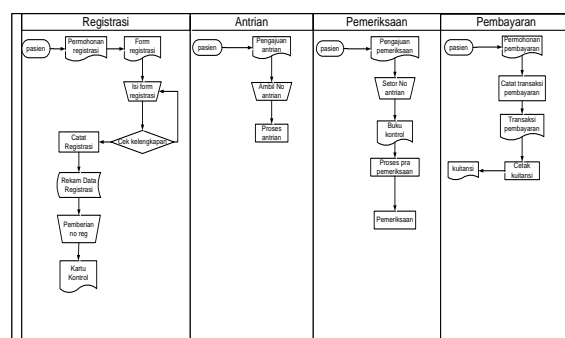 Registrasi
Antrian
Pemeriksaan
Pembayaran
pasien
Permohonan
registrasi
Form
registrasi
Isi form
registrasi
Cek kelengkapan
Catat
Registrasi
Rekam Data
Registrasi
Pemberian
no reg
Kartu
Kontrol
pasien
Pengajuan
antrian
Ambil No
antrian
Proses
antrian
pasien
Pengajuan
pemeriksaan
Setor No
antrian
Buku
kontrol
Proses pra
pemeriksaan
Pemeriksaan
pasien
Permohonan
pembayaran
Catat transaksi
pembayaran
Transaksi
pembayaran
Cetak
kuitansi
kuitansi